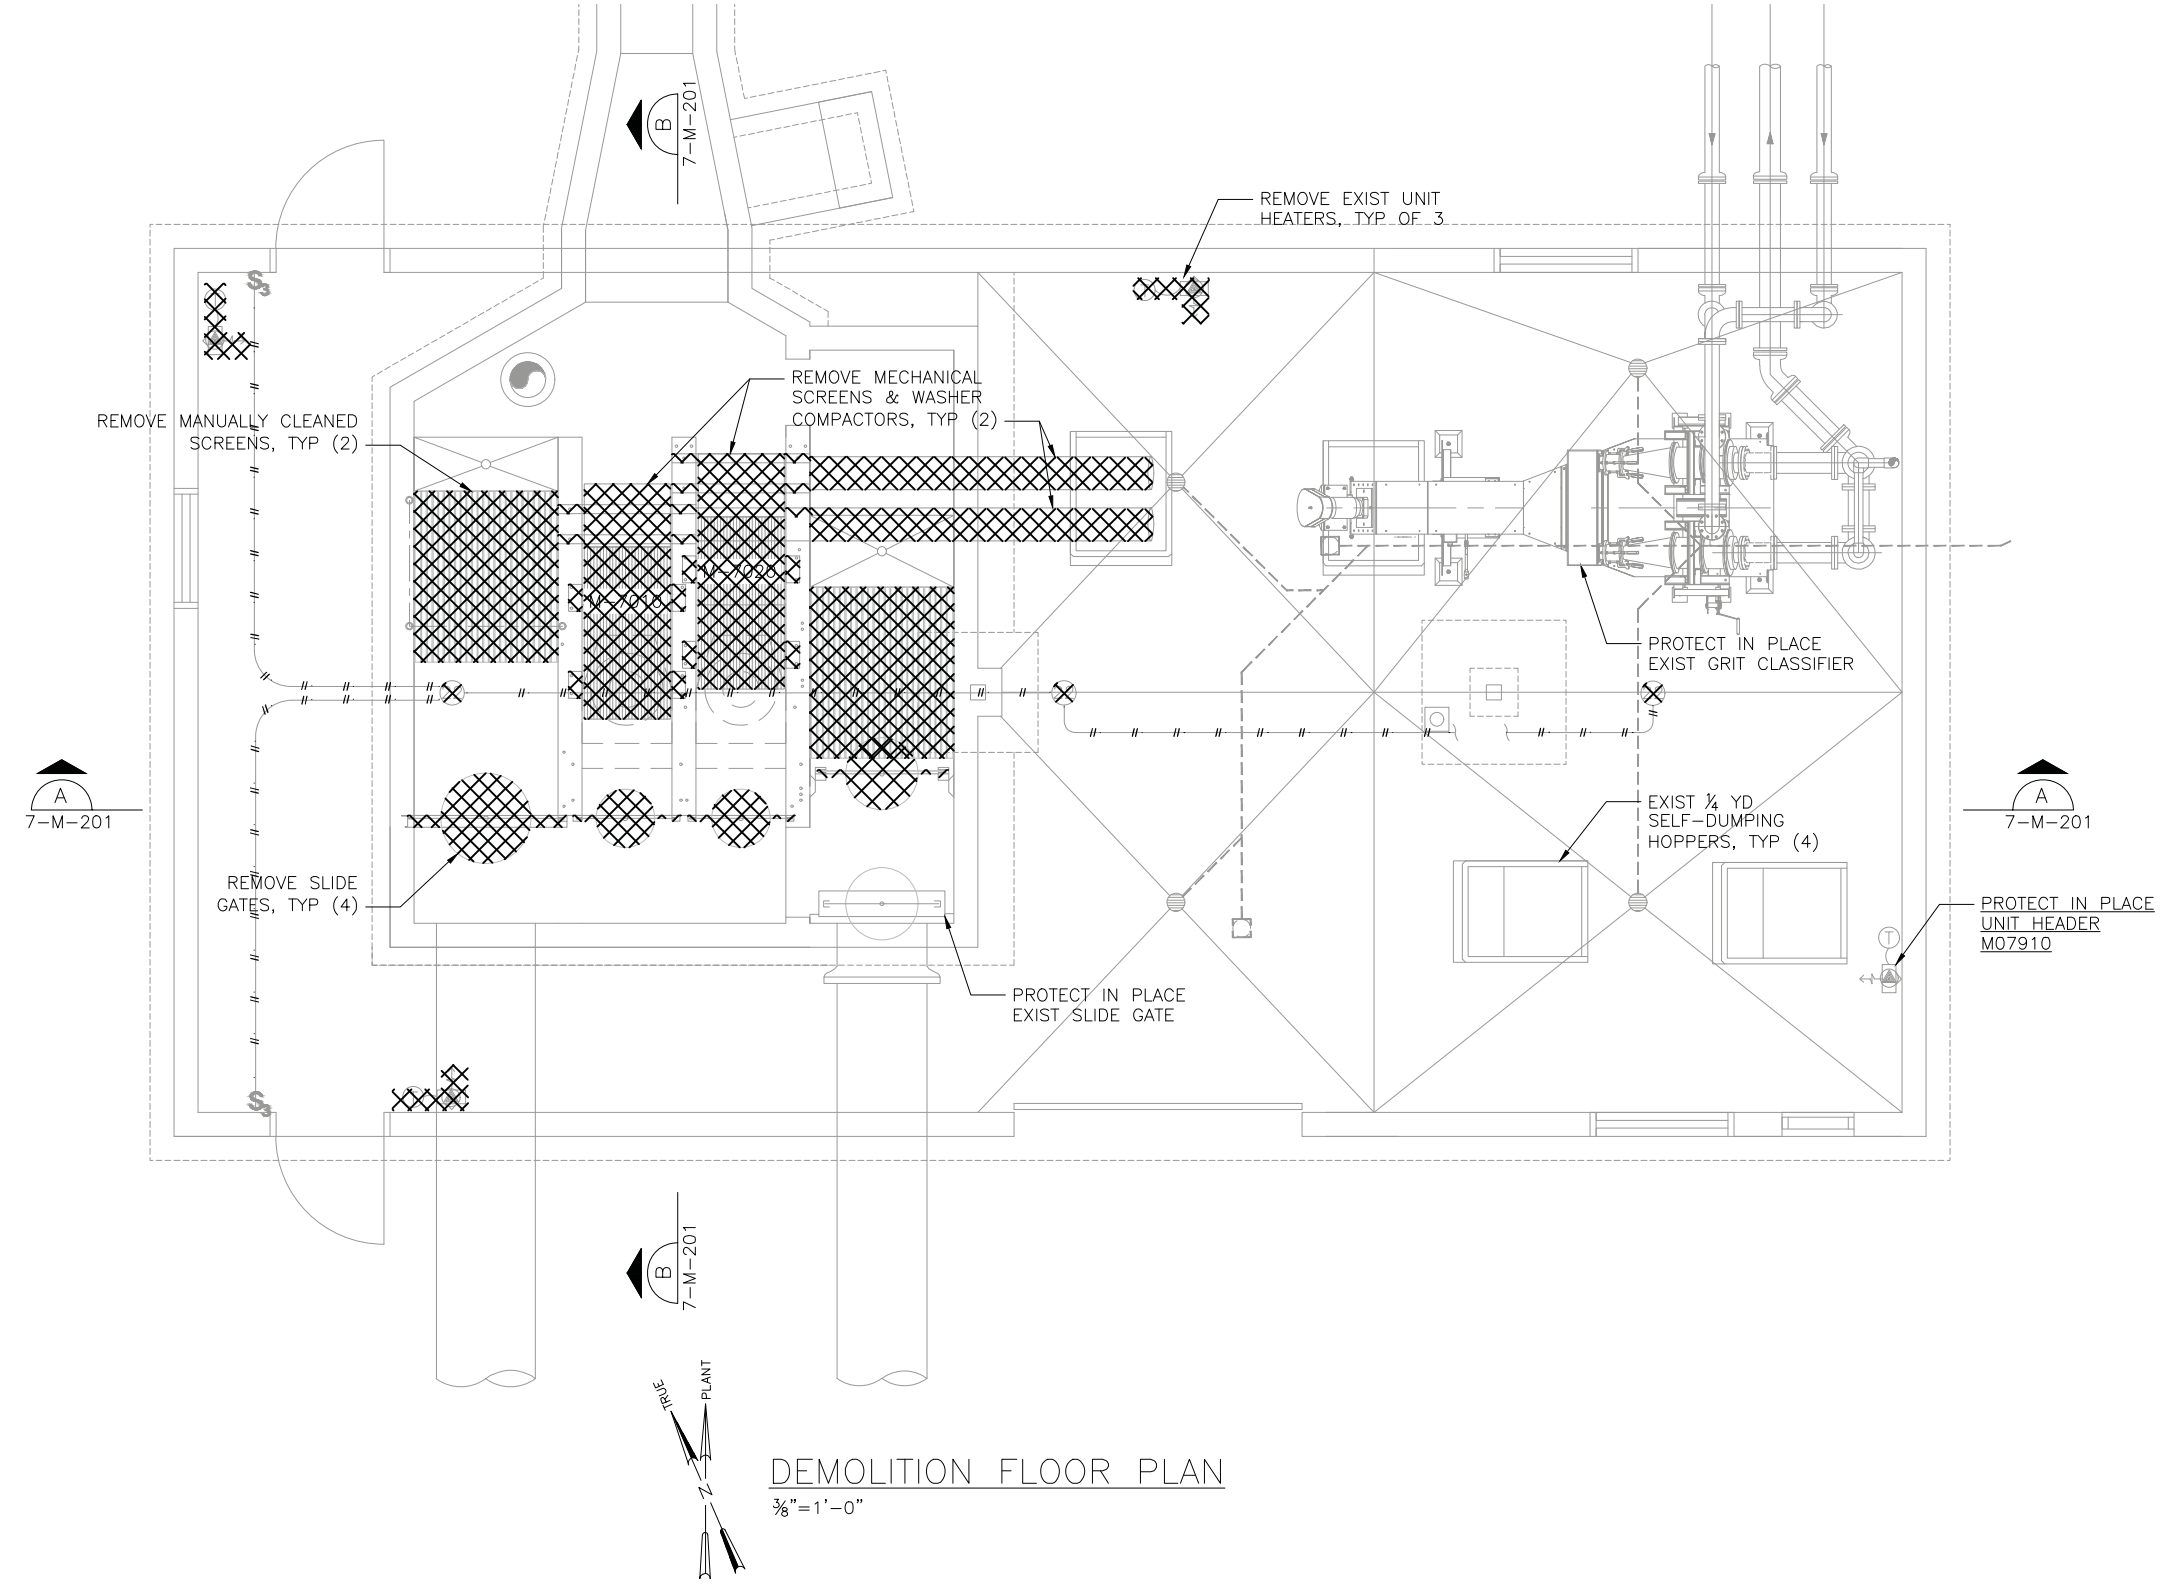 B
7-M-201
REMOVE EXIST UNIT
HEATERS, TYP OF 3
S3
REMOVE MECHANICAL
SCREENS & WASHER
COMPACTORS, TYP (2)
REMOVE MANUALLY CLEANED
SCREENS, TYP (2)
M-7020
M-7010
PROTECT IN PLACE
EXIST GRIT CLASSIFIER
A
7-M-201
A
7-M-201
EXIST ¼ YD
SELF-DUMPING
HOPPERS, TYP (4)
REMOVE SLIDE
GATES, TYP (4)
PROTECT IN PLACE
UNIT HEADER
M07910
T
PROTECT IN PLACE
EXIST SLIDE GATE
S3
B
7-M-201
TRUE
PLANT
N
DEMOLITION FLOOR PLAN
⅜"=1'-0"